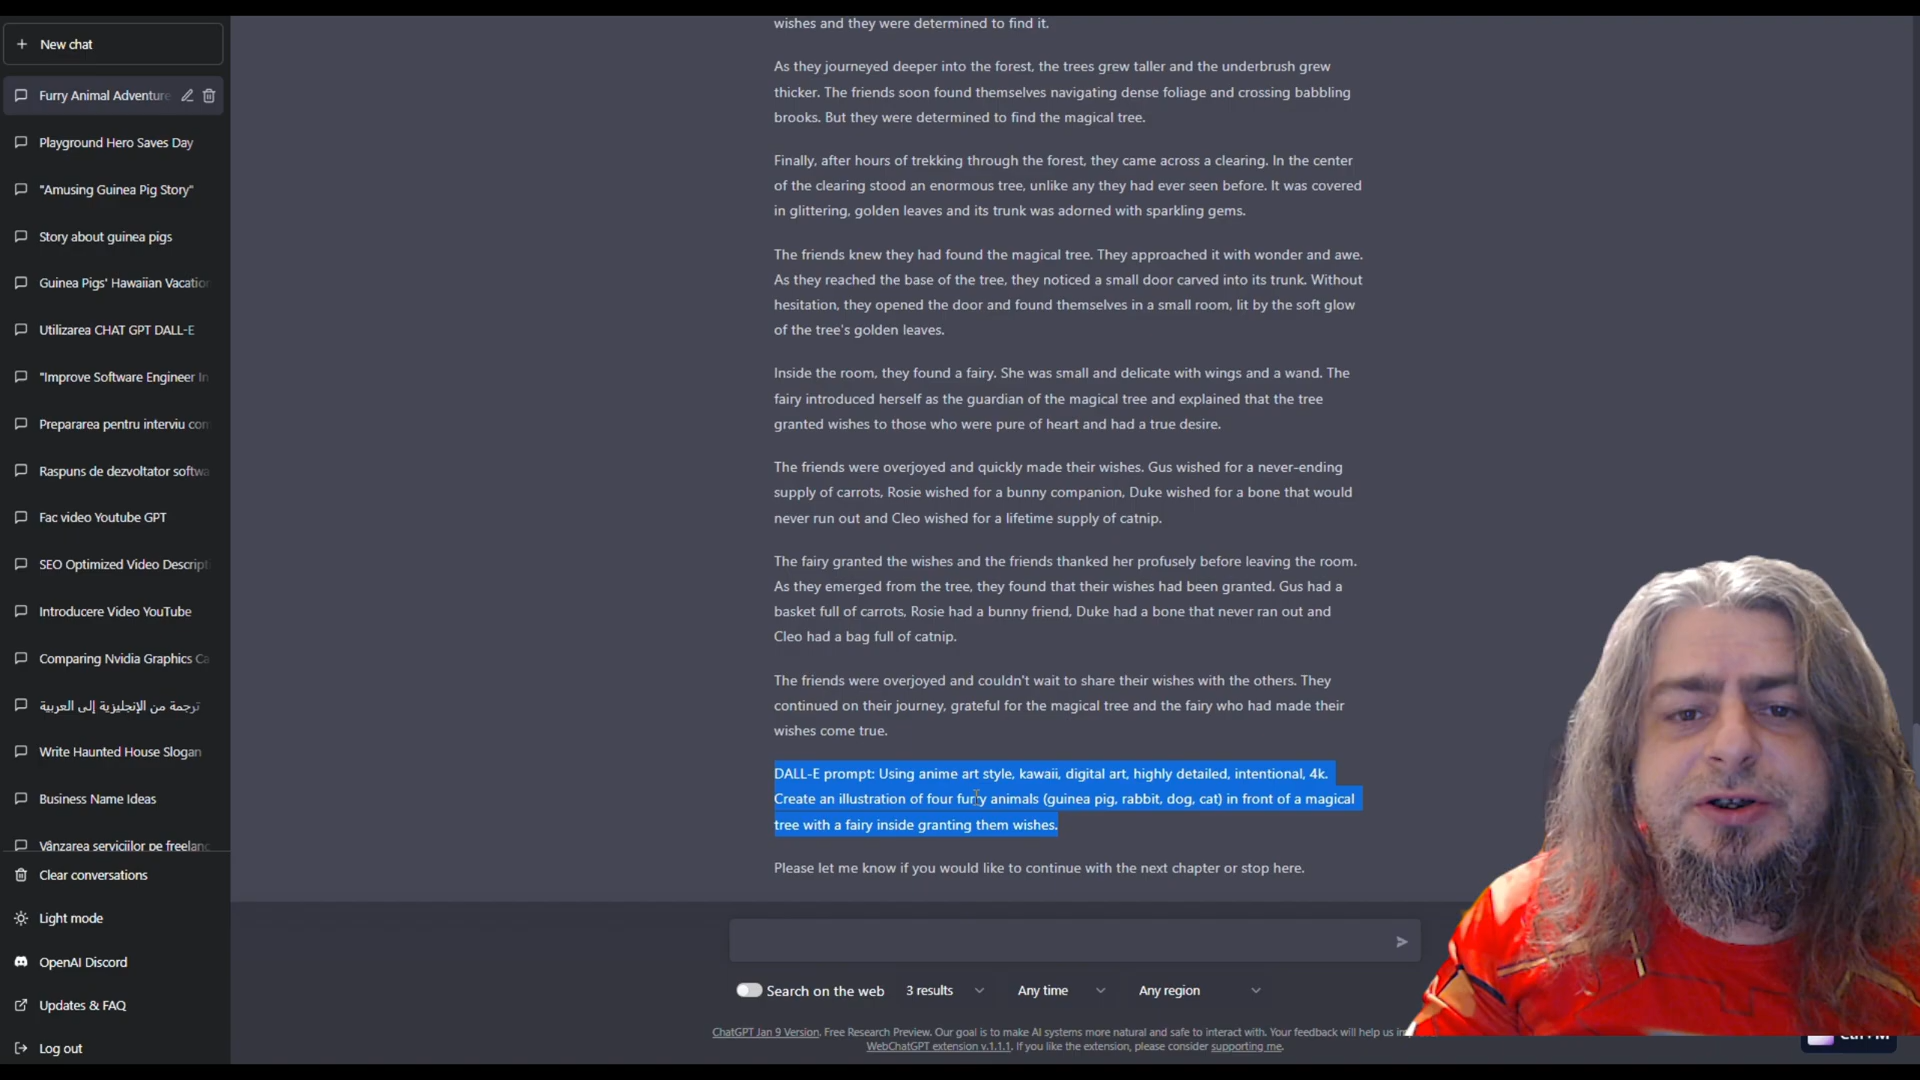 New chat
Furry Animal Adventure
Playground Hero Saves Day
"Amusing Guinea Pig Story"
Story about guinea pigs
Guinea Pigs' Hawaiian Vacation
Utilizarea CHAT GPT DALL-E
"Improve Software Engineer In
Prepararea pentru interviu com
Raspuns de dezvoltator softwa
Fac video Youtube GPT
SEO Optimized Video Descript
Introducere Video YouTube
Comparing Nvidia Graphics Ca
ترجمة من الإنجليزية إلى العربية
Write Haunted House Slogan
Business Name Ideas
Vânzarea serviciilor pe freelanc
Clear conversations
Light mode
OpenAI Discord
Updates & FAQ
Log out
wishes and they were determined to find it.
As they journeyed deeper into the forest, the trees grew taller and the underbrush grew
thicker. The friends soon found themselves navigating dense foliage and crossing babbling
brooks. But they were determined to find the magical tree.
Finally, after hours of trekking through the forest, they came across a clearing. In the center
of the clearing stood an enormous tree, unlike any they had ever seen before. It was covered
in glittering, golden leaves and its trunk was adorned with sparkling gems.
The friends knew they had found the magical tree. They approached it with wonder and awe.
As they reached the base of the tree, they noticed a small door carved into its trunk. Without
hesitation, they opened the door and found themselves in a small room, lit by the soft glow
of the tree's golden leaves.
Inside the room, they found a fairy. She was small and delicate with wings and a wand. The
fairy introduced herself as the guardian of the magical tree and explained that the tree
granted wishes to those who were pure of heart and had a true desire.
The friends were overjoyed and quickly made their wishes. Gus wished for a never-ending
supply of carrots, Rosie wished for a bunny companion, Duke wished for a bone that would
never run out and Cleo wished for a lifetime supply of catnip.
The fairy granted the wishes and the friends thanked her profusely before leaving the room.
As they emerged from the tree, they found that their wishes had been granted. Gus had a
basket full of carrots, Rosie had a bunny friend, Duke had a bone that never ran out and
Cleo had a bag full of catnip.
The friends were overjoyed and couldn't wait to share their wishes with the others. They
continued on their journey, grateful for the magical tree and the fairy who had made their
wishes come true.
DALL-E prompt: Using anime art style, kawaii, digital art, highly detailed, intentional, 4k.
Create an illustration of four furry animals (guinea pig, rabbit, dog, cat) in front of a magical
tree with a fairy inside granting them wishes.
Please let me know if you would like to continue with the next chapter or stop here.
Search on the web 3 results Any time Any region
ChatGPT Jan 9 Version. Free Research Preview. Our goal is to make AI systems more natural and safe to interact with. Your feedback will help us im
WebChatGPT extension v.1.1.1. If you like the extension, please consider supporting me.
Ctrl+M